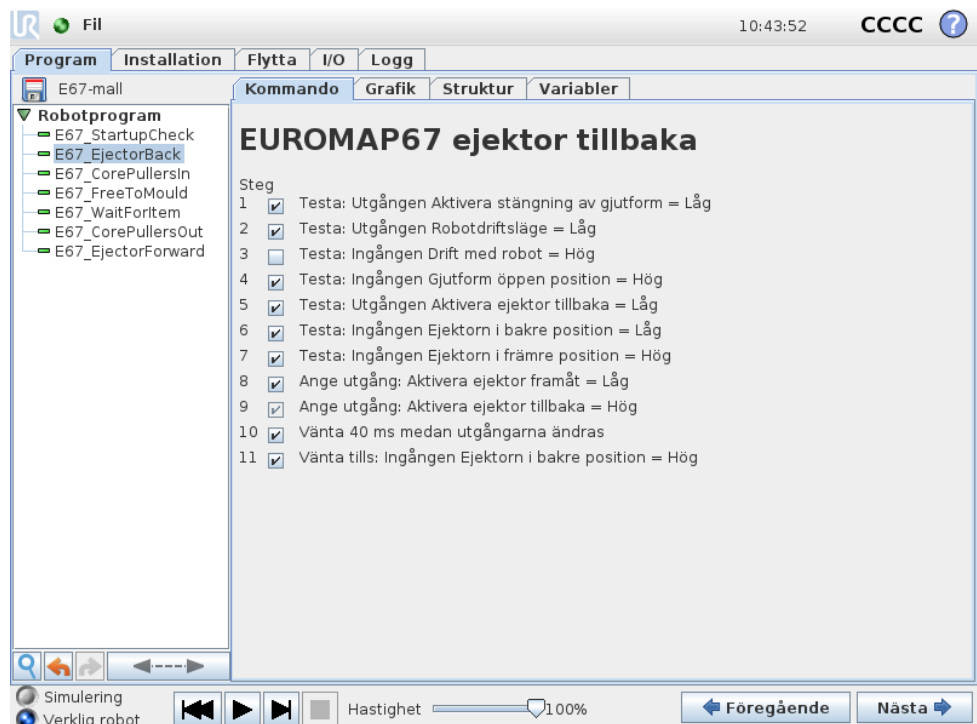 UR Fil 10:43:52 CCCC ?
Program Installation Flytta I/O Logg
E67-mall
Kommando Grafik Struktur Variabler
Robotprogram
E67_StartupCheck
E67_EjectorBack
E67_CorePullersIn
E67_FreeToMould
E67_WaitForItem
E67_CorePullersOut
E67_EjectorForward
EUROMAP67 ejektor tillbaka
Steg
1 Testa: Utgången Aktivera stängning av gjutform = Låg
2 Testa: Utgången Robotdriftsläge = Låg
3 Testa: Ingången Drift med robot = Hög
4 Testa: Ingången Gjutform öppen position = Hög
5 Testa: Utgången Aktivera ejektor tillbaka = Låg
6 Testa: Ingången Ejektorn i bakre position = Låg
7 Testa: Ingången Ejektorn i främre position = Hög
8 Ange utgång: Aktivera ejektor framåt = Låg
9 Ange utgång: Aktivera ejektor tillbaka = Hög
10 Vänta 40 ms medan utgångarna ändras
11 Vänta tills: Ingången Ejektorn i bakre position = Hög
Simulering
Verklig robot
Hastighet 100%
Föregående Nästa